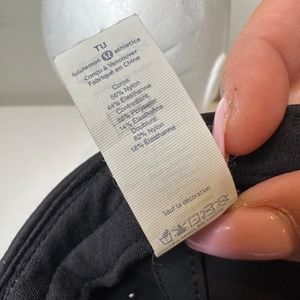 TU
lululemon athletica
Conçu à Vancouver
Fabriqué en Chine
Corps:
56% Nylon
44% Élasthanne
Contrastant:
86% Polyester
14% Élasthanne
Doublure:
82% Nylon
18% Élasthanne
Sauf la décoration